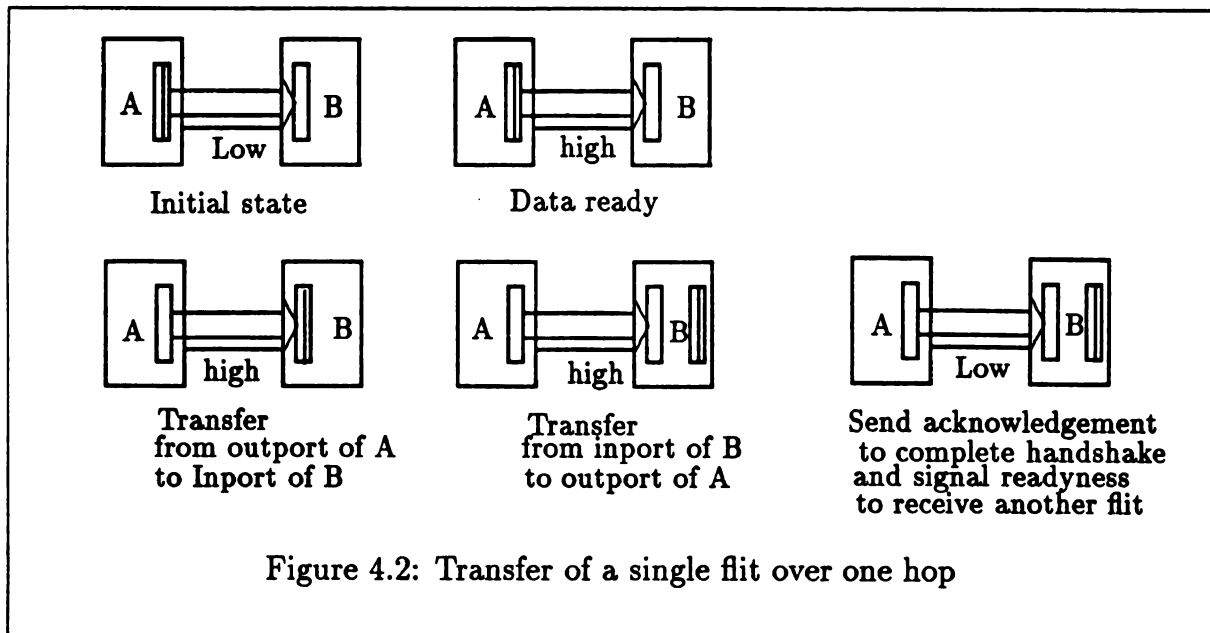 A B
Low
Initial state
A B
high
Data ready
A B
high
Transfer
from outport of A
to Inport of B
A B
high
Transfer
from inport of B
to outport of A
A B
Low
Send acknowledgement
to complete handshake
and signal readyness
to receive another flit
Figure 4.2: Transfer of a single flit over one hop